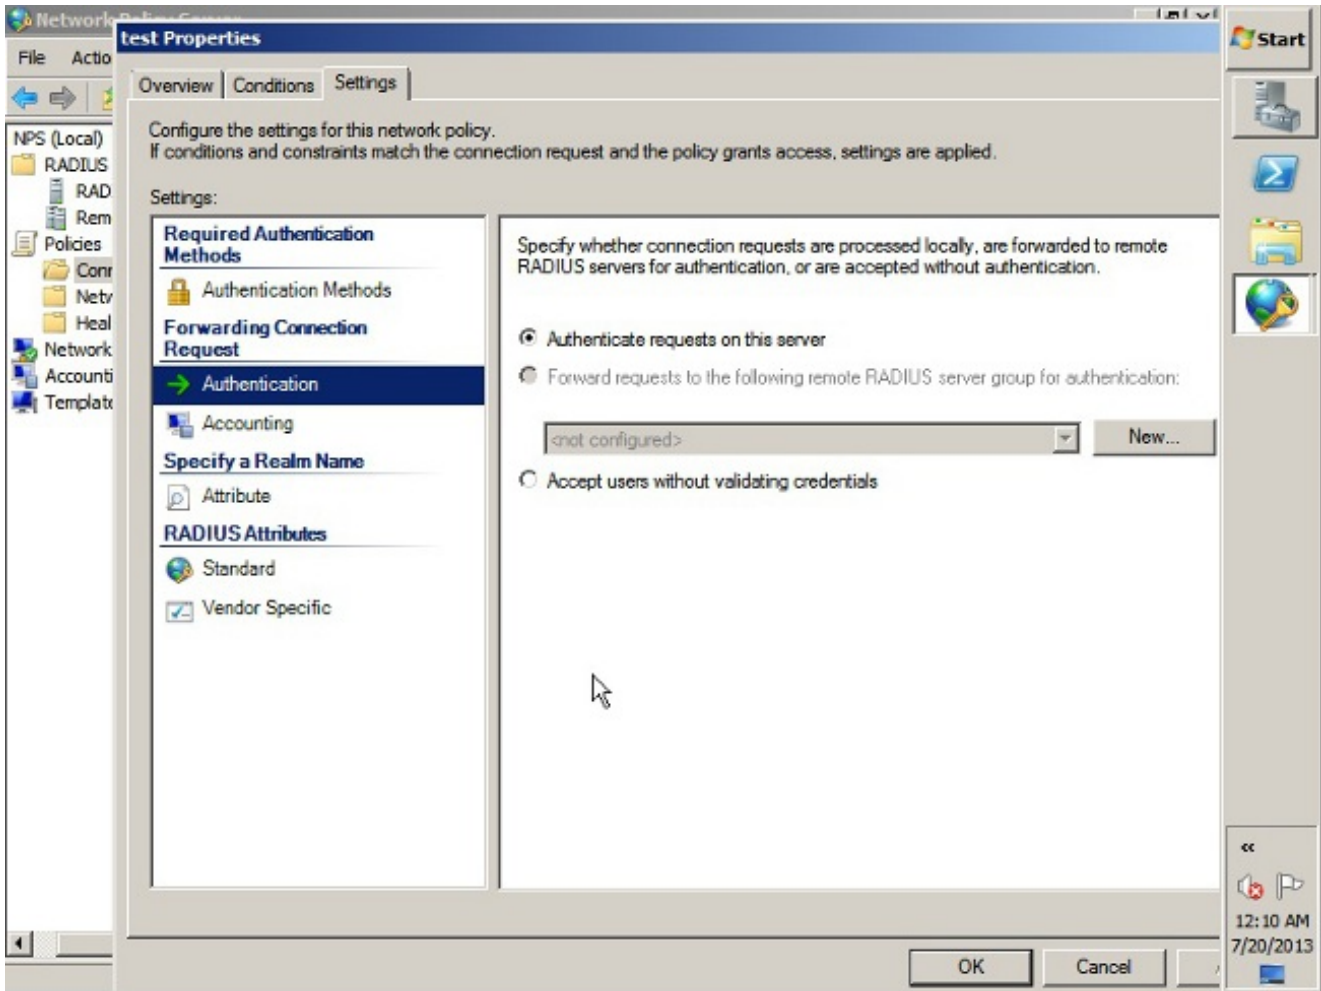 Network Policy Server
test Properties
Start
File Actio
Overview Conditions Settings
NPS (Local)
RADIUS
RAD
Rem
Policies
Conn
Netw
Heal
Network
Accounti
Template
Configure the settings for this network policy.
If conditions and constraints match the connection request and the policy grants access, settings are applied.
Settings:
Required Authentication
Methods
Authentication Methods
Forwarding Connection
Request
Authentication
Accounting
Specify a Realm Name
Attribute
RADIUS Attributes
Standard
Vendor Specific
Specify whether connection requests are processed locally, are forwarded to remote
RADIUS servers for authentication, or are accepted without authentication.
Authenticate requests on this server
Forward requests to the following remote RADIUS server group for authentication:
<not configured>
New...
Accept users without validating credentials
OK Cancel
12:10 AM
7/20/2013